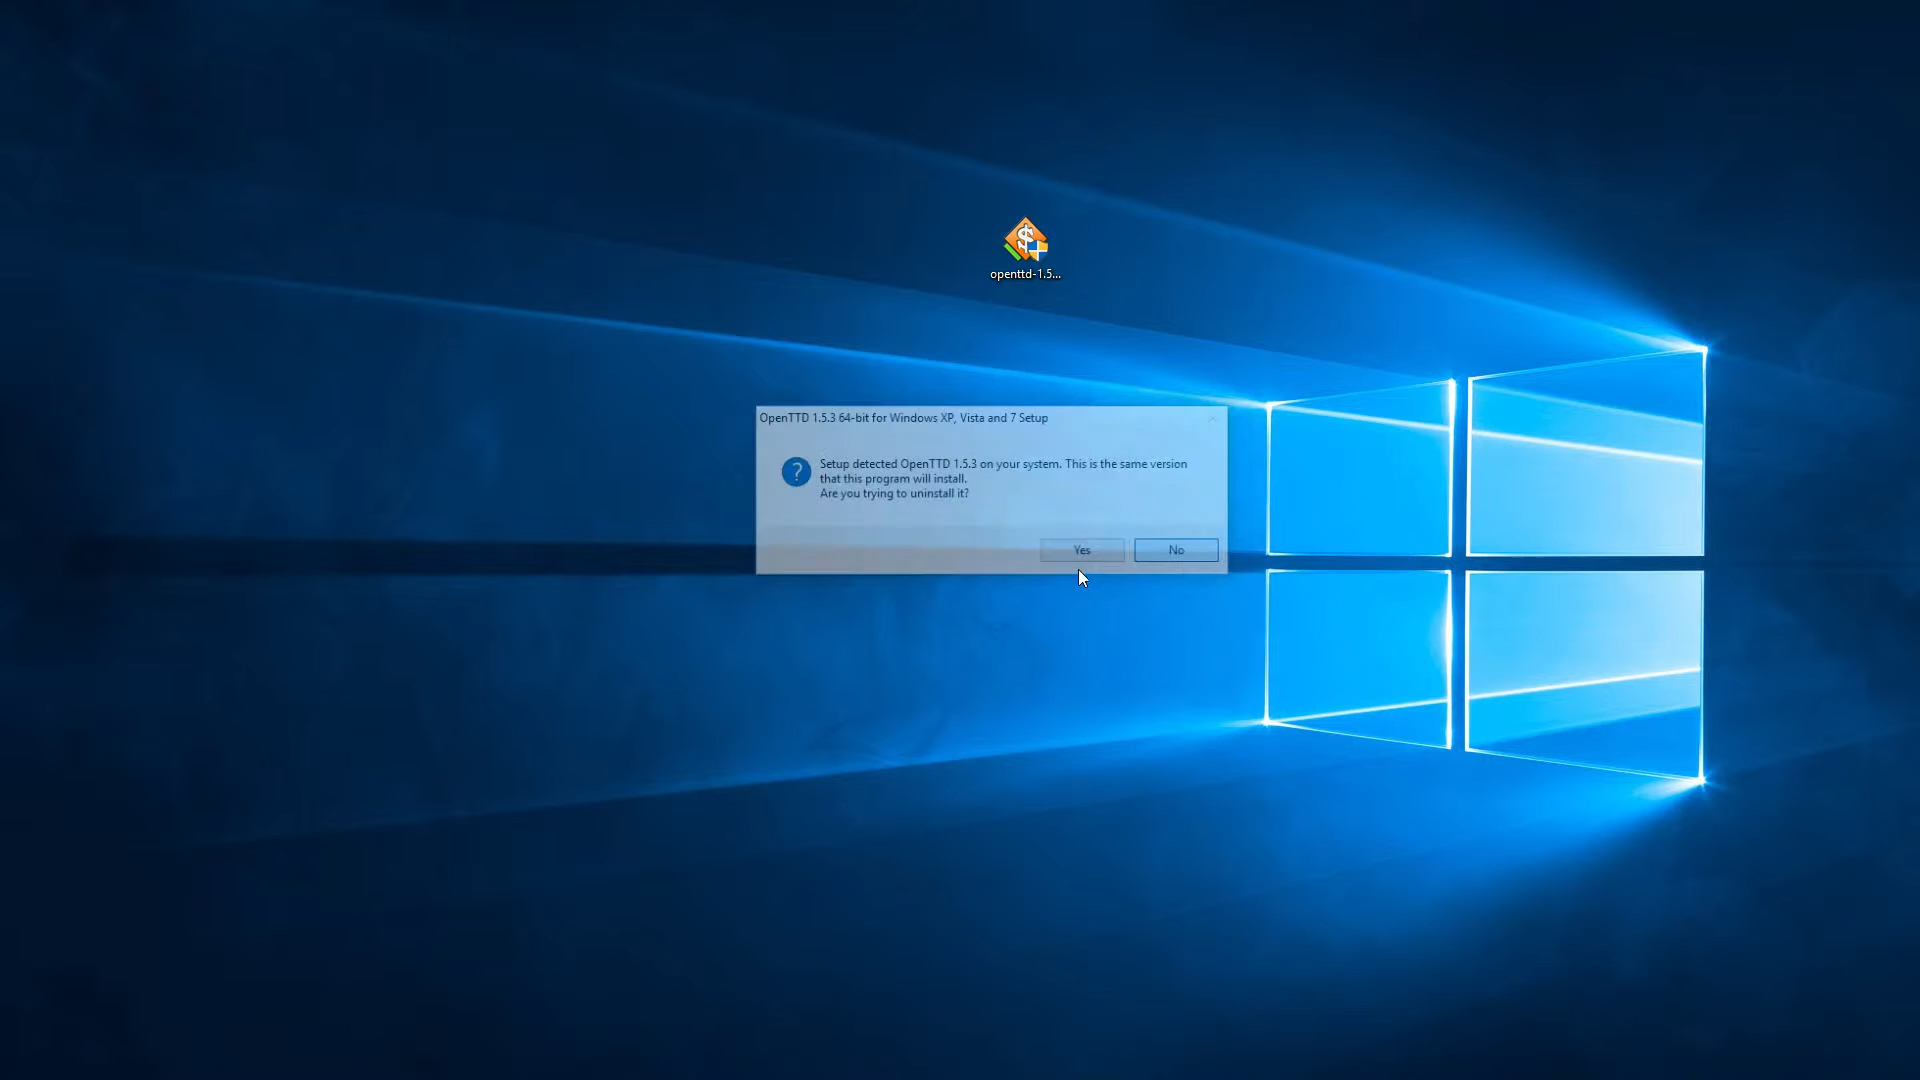 openttd-1.5...
OpenTTD 1.5.3 64-bit for Windows XP, Vista and 7 Setup
Setup detected OpenTTD 1.5.3 on your system. This is the same version
that this program will install.
Are you trying to uninstall it?
Yes
No